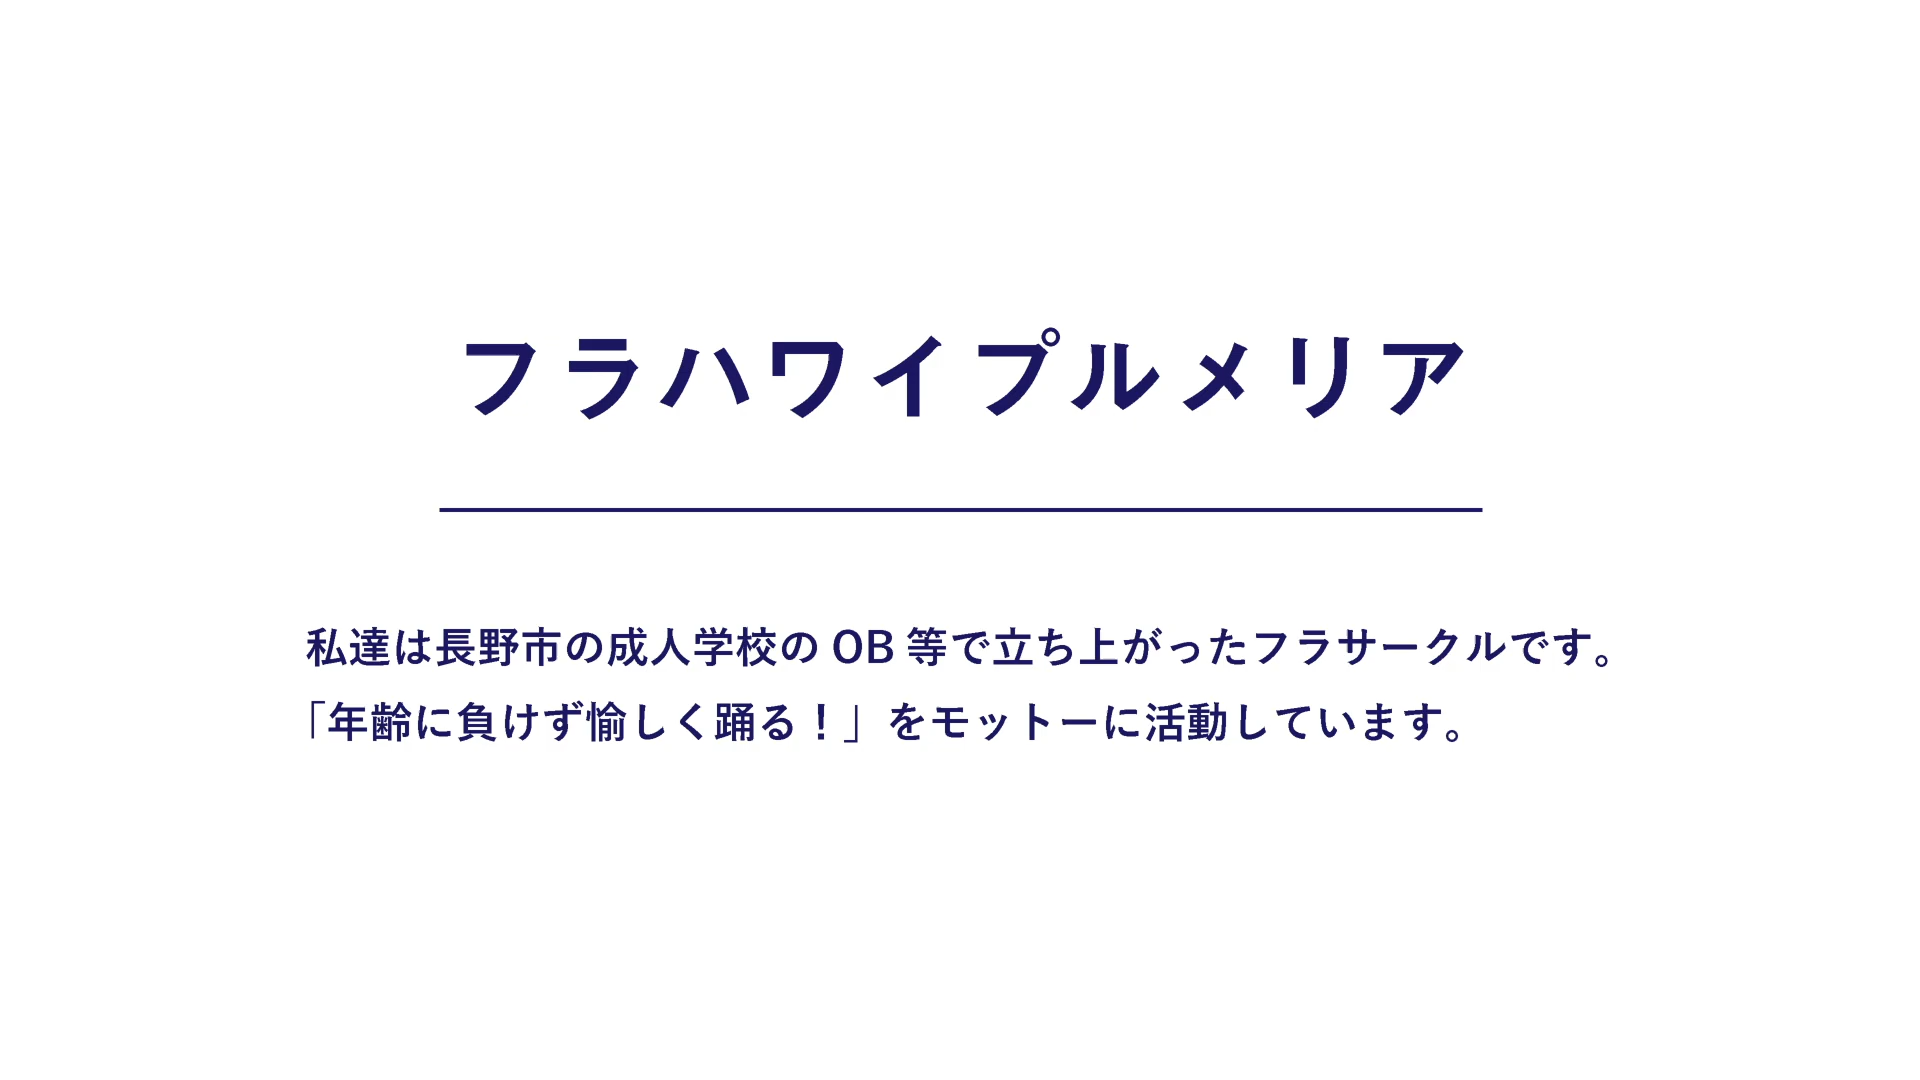 フラハワイプルメリア
私達は長野市の成人学校の OB 等で立ち上がったフラサークルです。
「年齢に負けず愉しく踊る！」をモットーに活動しています。